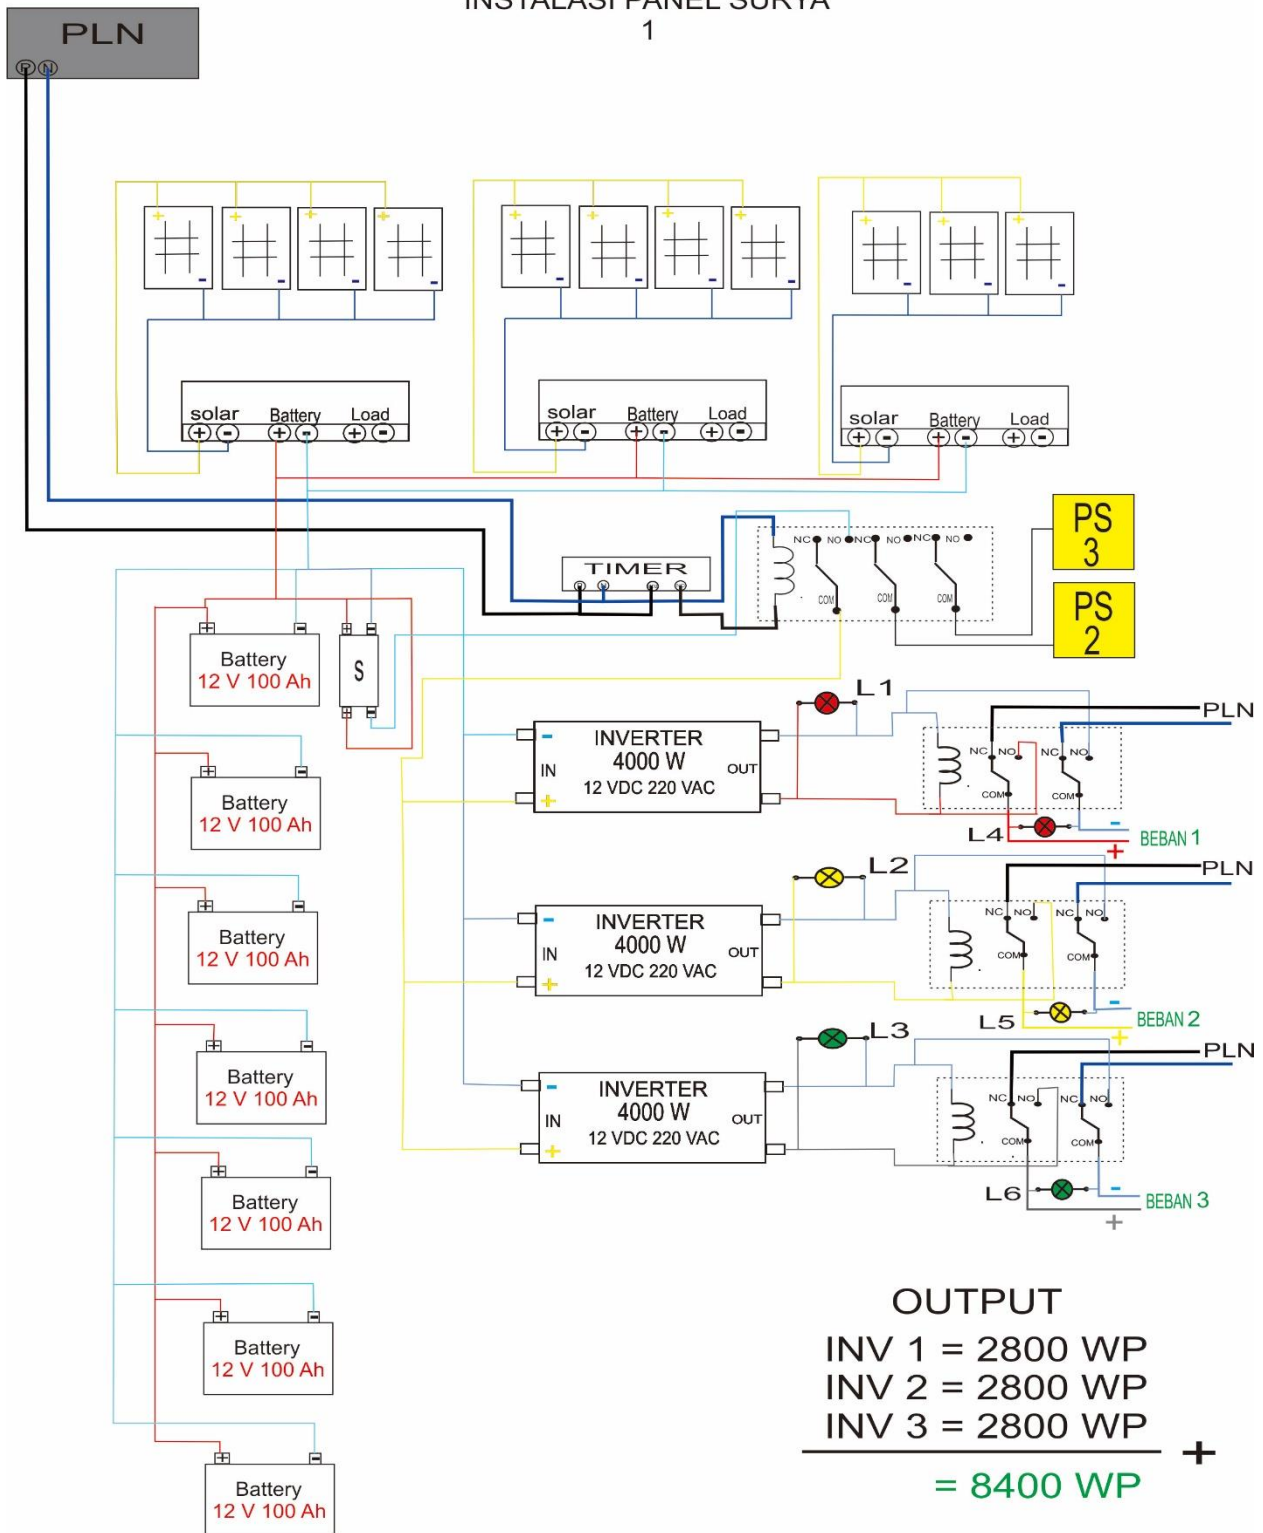 INSTALASI PANEL SURYA
1
PLN
P N
+ + + +
- - - -
+ + + +
- - - -
+ + +
- - -
solar Battery Load
+ - + - + -
solar Battery Load
+ - + - + -
solar Battery Load
+ - + - + -
TIMER
NC NO NC NO NC NO
COM COM COM
PS
3
PS
2
+ -
Battery
12 V 100 Ah
+ -
S
+ -
+ -
Battery
12 V 100 Ah
+ -
Battery
12 V 100 Ah
+ -
Battery
12 V 100 Ah
+ -
Battery
12 V 100 Ah
+ -
Battery
12 V 100 Ah
+ -
Battery
12 V 100 Ah
L1
- INVERTER
IN 4000 W OUT
+ 12 VDC 220 VAC
PLN
NC NO NC NO
COM COM
L4
-
+
BEBAN 1
L2
- INVERTER
IN 4000 W OUT
+ 12 VDC 220 VAC
PLN
NC NO NC NO
COM COM
L5
-
+
BEBAN 2
L3
- INVERTER
IN 4000 W OUT
+ 12 VDC 220 VAC
PLN
NC NO NC NO
COM COM
L6
-
+
BEBAN 3
OUTPUT
INV 1 = 2800 WP
INV 2 = 2800 WP
INV 3 = 2800 WP
+
= 8400 WP